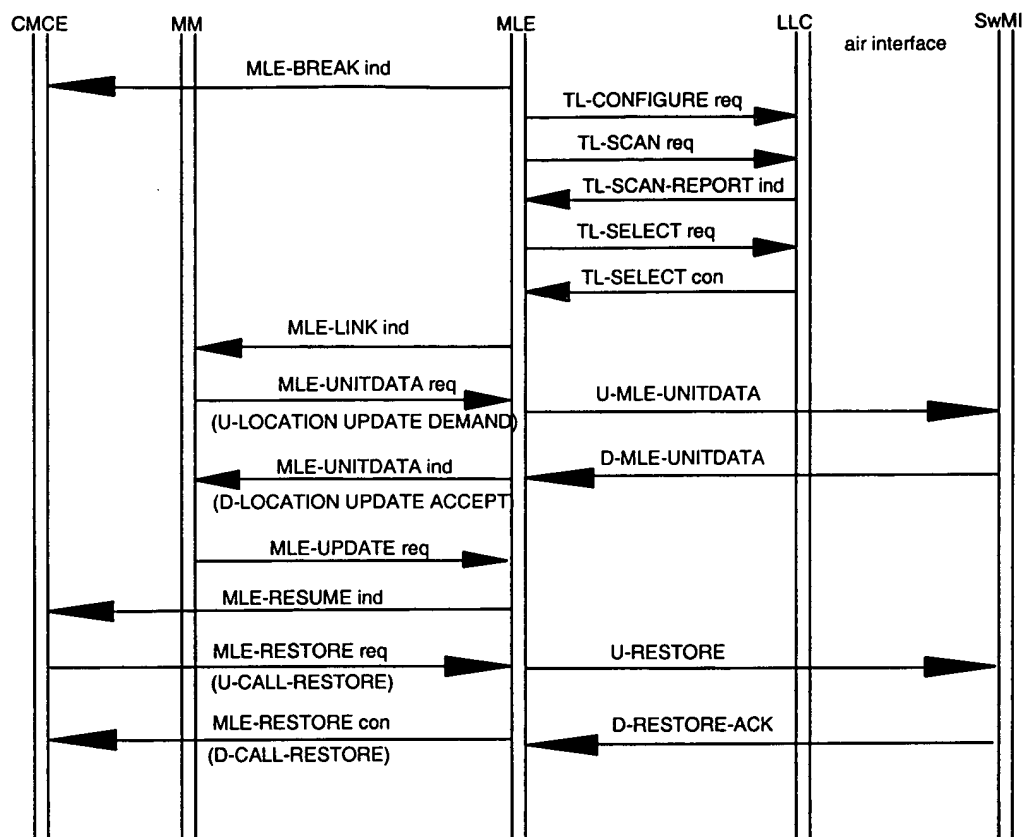 CMCE MM MLE LLC SwMI
air interface
MLE-BREAK ind
TL-CONFIGURE req
TL-SCAN req
TL-SCAN-REPORT ind
TL-SELECT req
TL-SELECT con
MLE-LINK ind
MLE-UNITDATA req
U-MLE-UNITDATA
(U-LOCATION UPDATE DEMAND)
MLE-UNITDATA ind
D-MLE-UNITDATA
(D-LOCATION UPDATE ACCEPT)
MLE-UPDATE req
MLE-RESUME ind
MLE-RESTORE req
U-RESTORE
(U-CALL-RESTORE)
MLE-RESTORE con
D-RESTORE-ACK
(D-CALL-RESTORE)